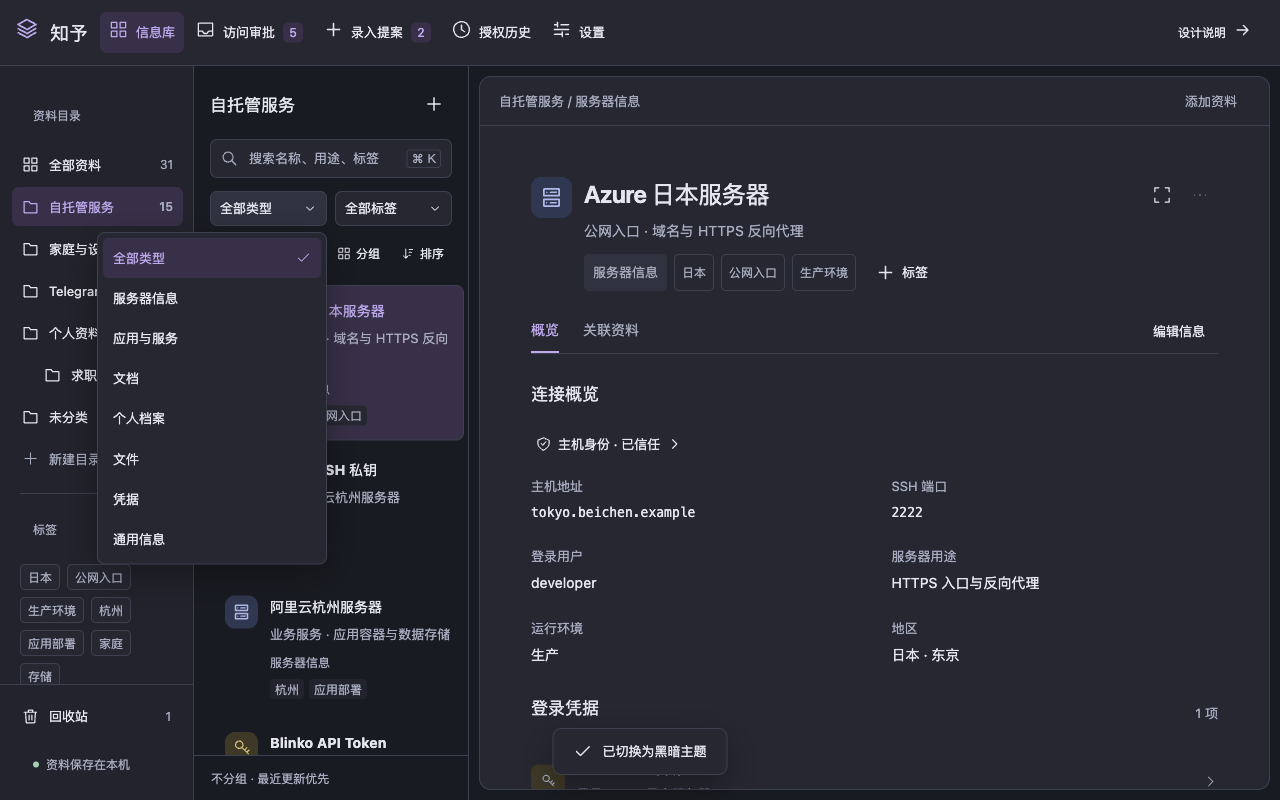 知予
信息库
访问审批 5
录入提案 2
授权历史
设置
设计说明
资料目录
全部资料 31
自托管服务 15
家庭与设
Telegram
个人资料
求职
未分类
新建目录
标签
日本 公网入口
生产环境 杭州
应用部署 家庭
存储
回收站 1
资料保存在本机
自托管服务
搜索名称、用途、标签 ⌘ K
全部类型 全部标签
分组 排序
全部类型
服务器信息
应用与服务
文档
个人档案
文件
凭据
通用信息
本服务器
· 域名与 HTTPS 反向
网入口
SH 私钥
云杭州服务器
阿里云杭州服务器
业务服务 · 应用容器与数据存储
服务器信息
杭州 应用部署
Blinko API Token
不分组 · 最近更新优先
自托管服务 / 服务器信息
添加资料
Azure 日本服务器
公网入口 · 域名与 HTTPS 反向代理
服务器信息 日本 公网入口 生产环境 标签
概览 关联资料
编辑信息
连接概览
主机身份 · 已信任
主机地址
tokyo.beichen.example
SSH 端口
2222
登录用户
developer
服务器用途
HTTPS 入口与反向代理
运行环境
生产
地区
日本 · 东京
登录凭据
1 项
已切换为黑暗主题